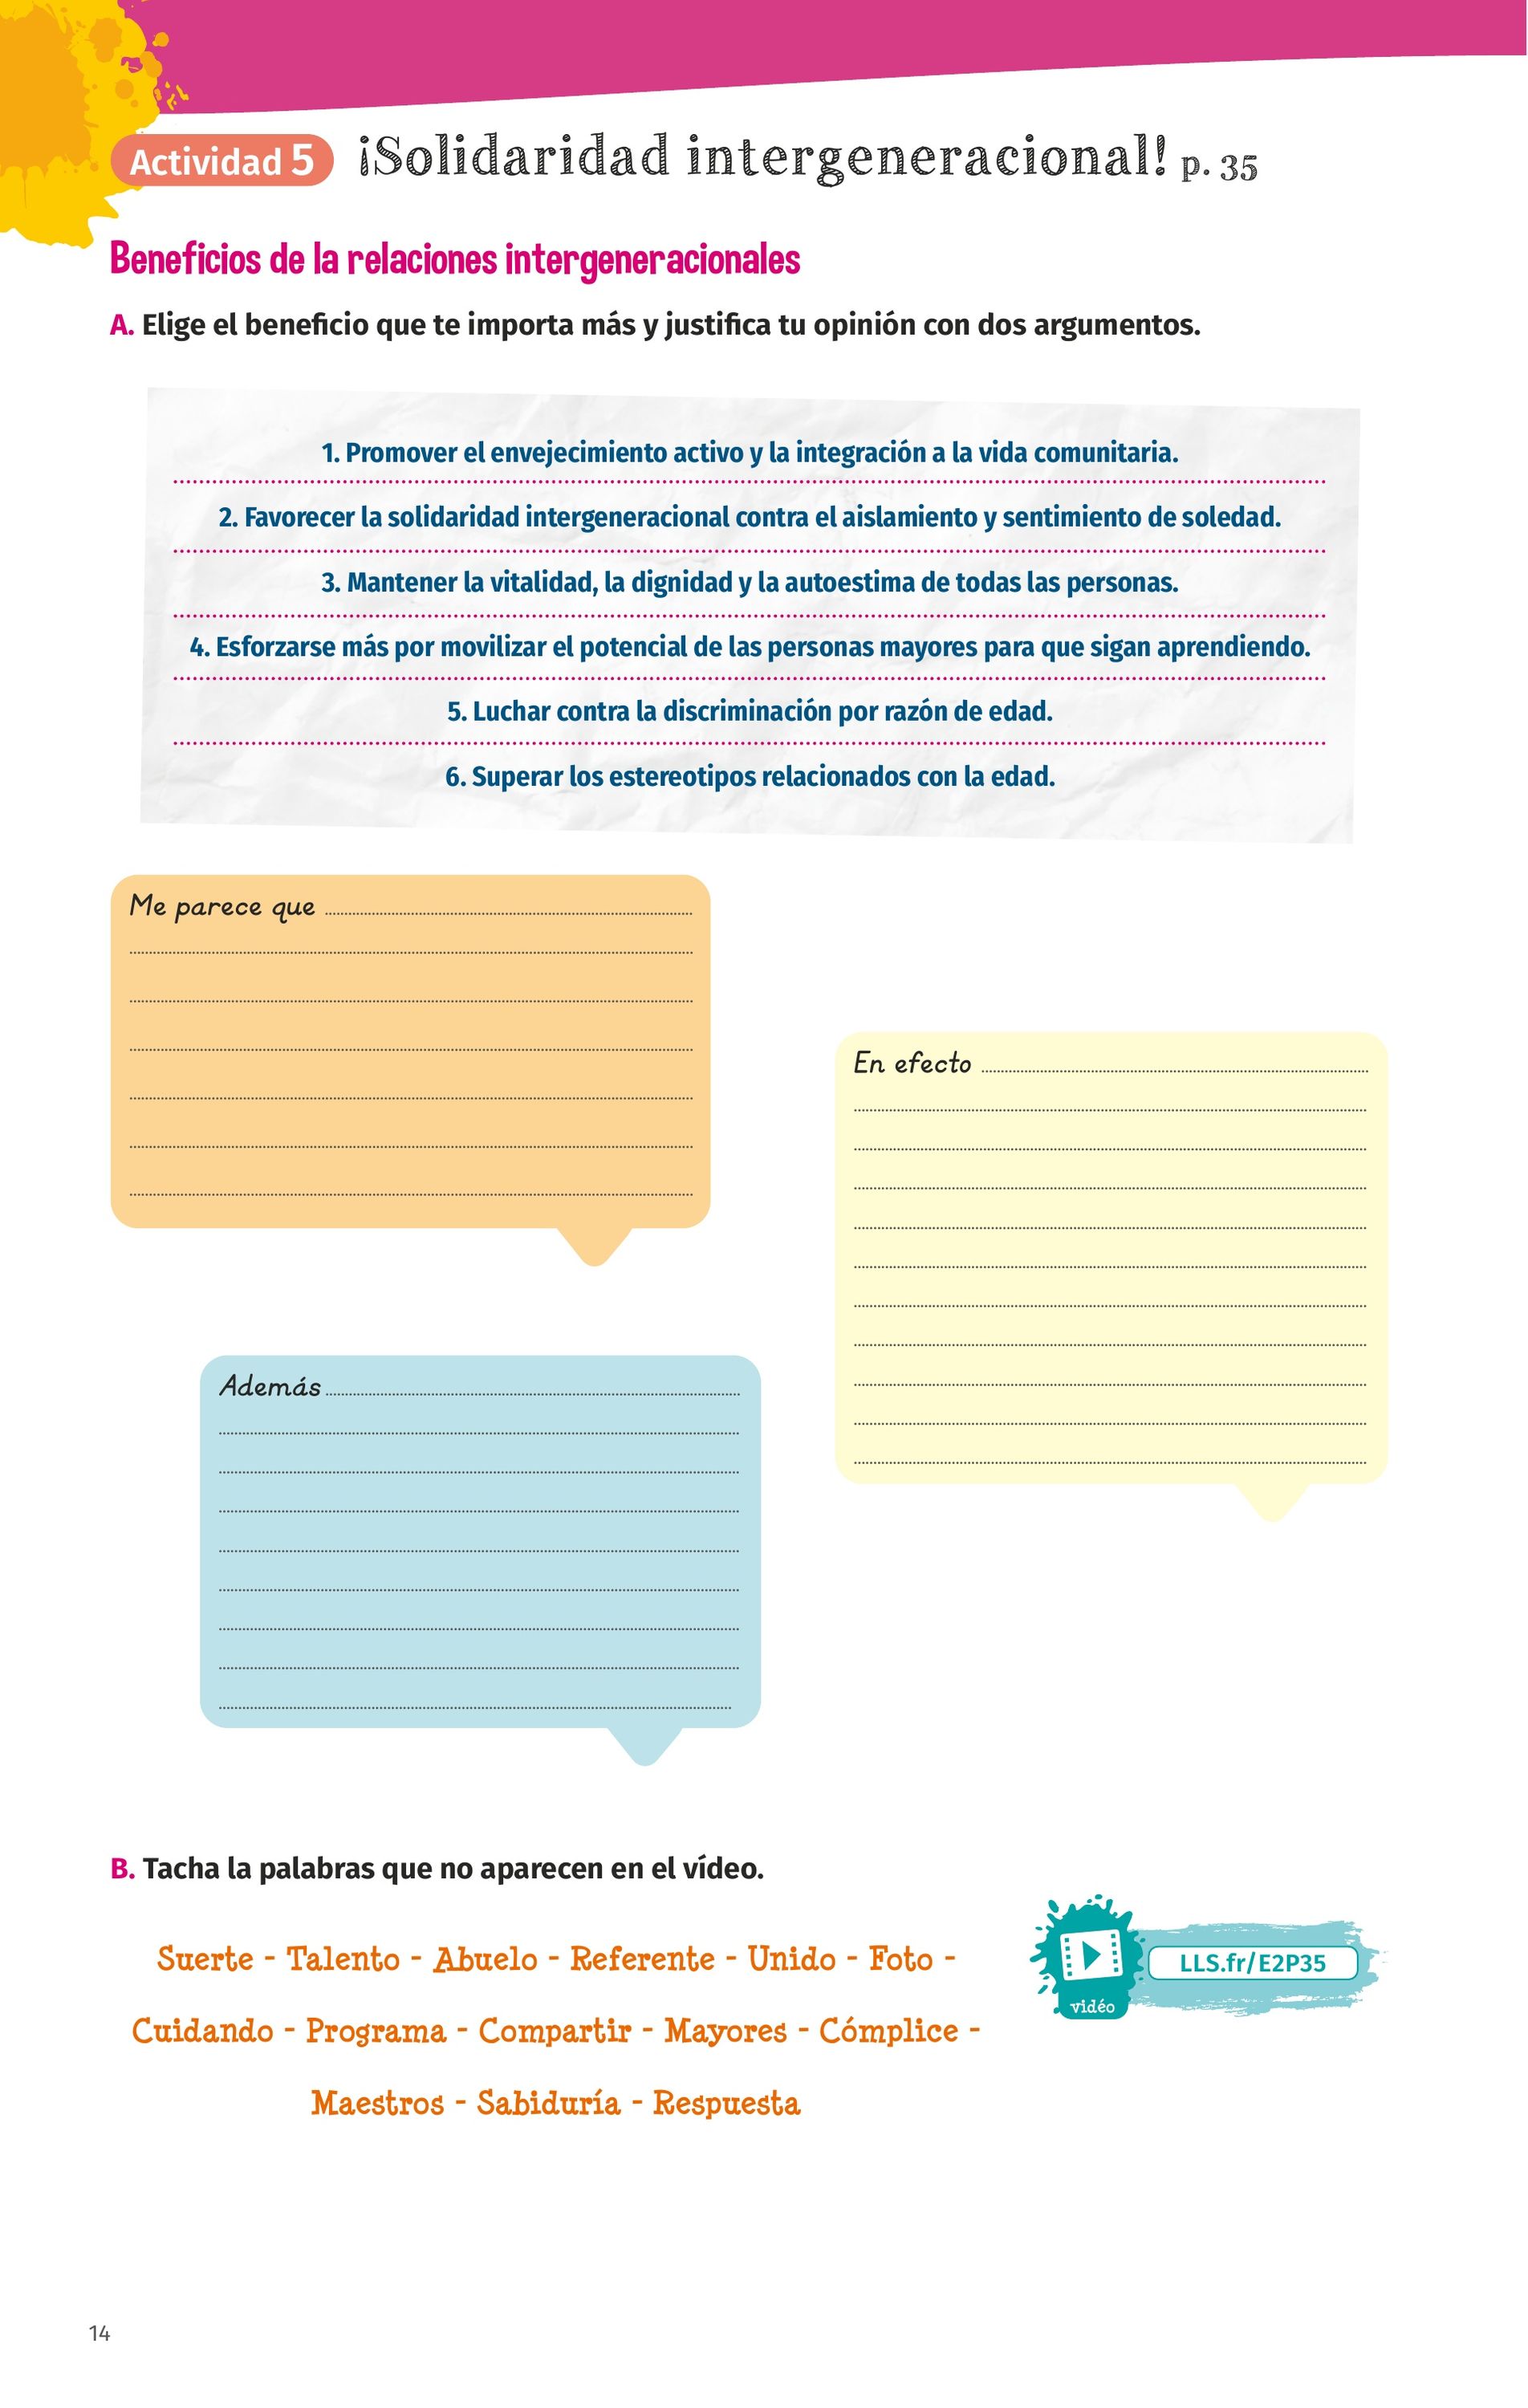 Actividad 5 ¡Solidaridad intergeneracional! p. 35
Beneficios de la relaciones intergeneracionales
A. Elige el beneficio que te importa más y justifica tu opinión con dos argumentos.
1. Promover el envejecimiento activo y la integración a la vida comunitaria.
2. Favorecer la solidaridad intergeneracional contra el aislamiento y sentimiento de soledad.
3. Mantener la vitalidad, la dignidad y la autoestima de todas las personas.
4. Esforzarse más por movilizar el potencial de las personas mayores para que sigan aprendiendo.
5. Luchar contra la discriminación por razón de edad.
6. Superar los estereotipos relacionados con la edad.
Me parece que
En efecto
Además
B. Tacha la palabras que no aparecen en el vídeo.
Suerte - Talento - Abuelo - Referente - Unido - Foto -
Cuidando - Programa - Compartir - Mayores - Cómplice -
Maestros - Sabiduría - Respuesta
LLS.fr/E2P35
vidéo
14